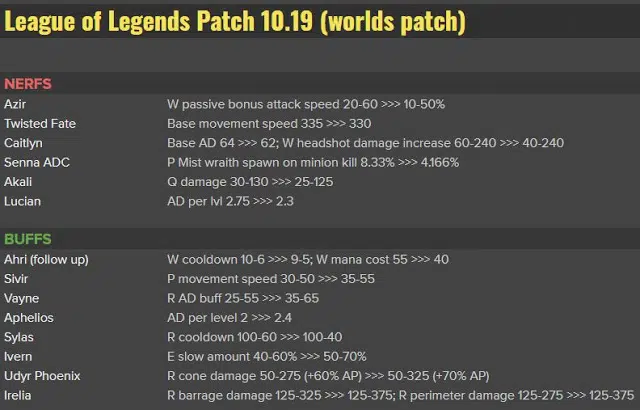 League of Legends Patch 10.19 (worlds patch)
NERFS
Azir W passive bonus attack speed 20-60 >>> 10-50%
Twisted Fate Base movement speed 335 >>> 330
Caitlyn Base AD 64 >>> 62; W headshot damage increase 60-240 >>> 40-240
Senna ADC P Mist wraith spawn on minion kill 8.33% >>> 4.166%
Akali Q damage 30-130 >>> 25-125
Lucian AD per lvl 2.75 >>> 2.3
BUFFS
Ahri (follow up) W cooldown 10-6 >>> 9-5; W mana cost 55 >>> 40
Sivir P movement speed 30-50 >>> 35-55
Vayne R AD buff 25-55 >>> 35-65
Aphelios AD per level 2 >>> 2.4
Sylas R cooldown 100-60 >>> 100-40
Ivern E slow amount 40-60% >>> 50-70%
Udyr Phoenix R cone damage 50-275 (+60% AP) >>> 50-325 (+70% AP)
Irelia R barrage damage 125-325 >>> 125-375; R perimeter damage 125-275 >>> 125-375